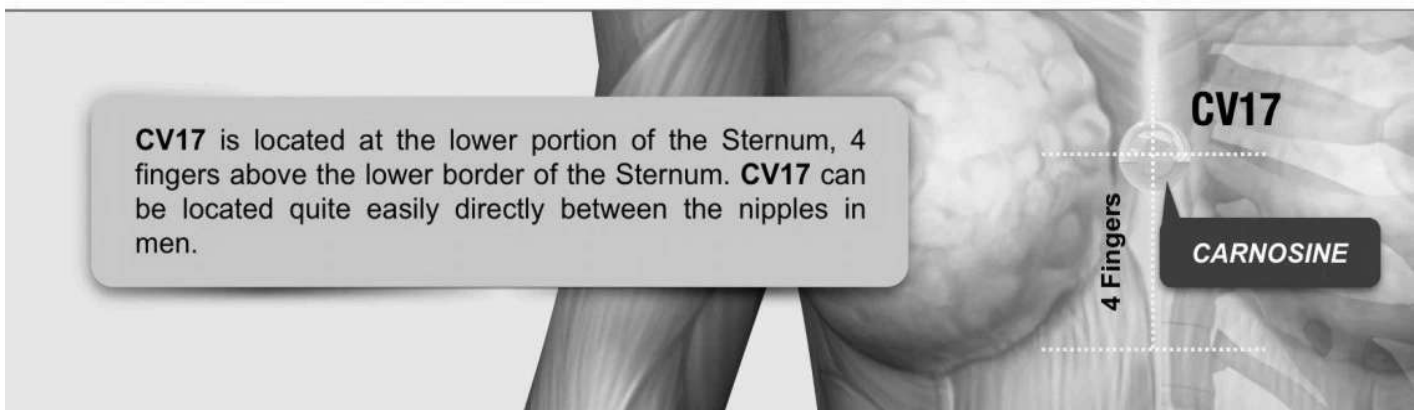 CV17 is located at the lower portion of the Sternum, 4
fingers above the lower border of the Sternum. CV17 can
be located quite easily directly between the nipples in
men.
CV17
4 Fingers
CARNOSINE